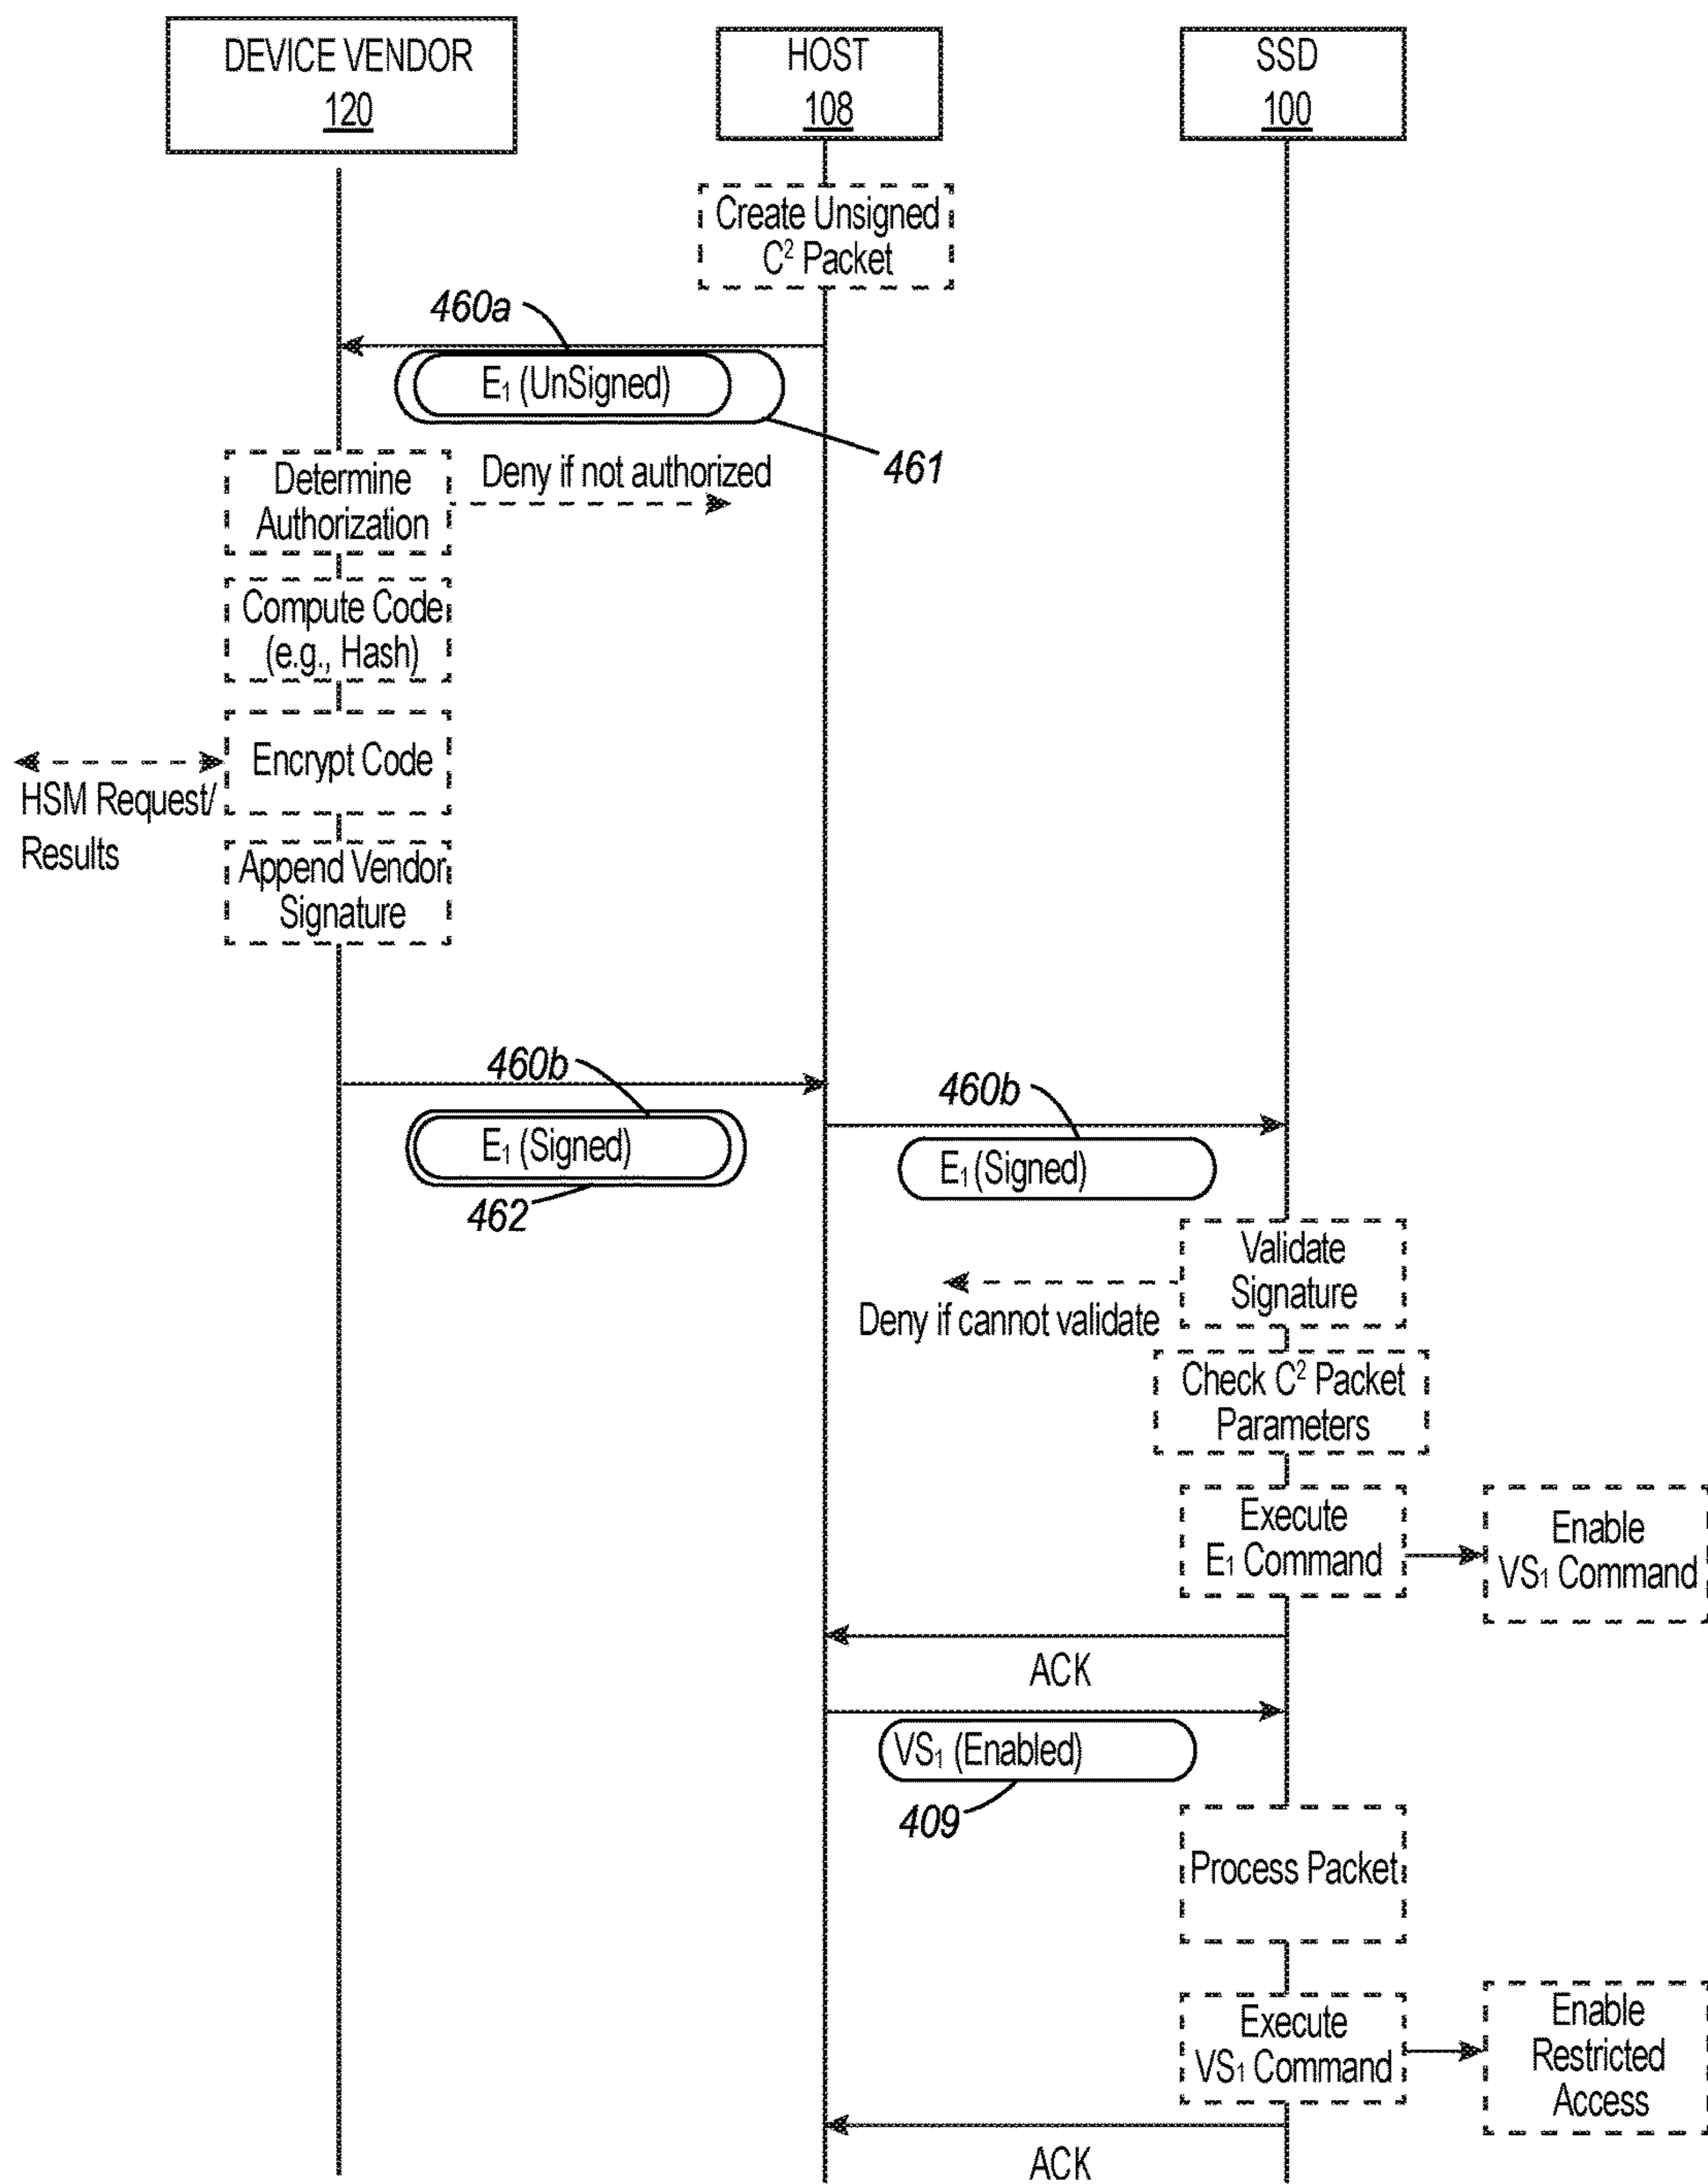 DEVICE VENDOR
120
HOST
108
SSD
100
Create Unsigned
C² Packet
460a
E₁ (UnSigned)
461
Determine
Authorization
Deny if not authorized
Compute Code
(e.g., Hash)
Encrypt Code
HSM Request/
Results
Append Vendor
Signature
460b
E₁ (Signed)
462
460b
E₁ (Signed)
Validate
Signature
Deny if cannot validate
Check C² Packet
Parameters
Execute
E₁ Command
Enable
VS₁ Command
ACK
VS₁ (Enabled)
409
Process Packet
Execute
VS₁ Command
Enable
Restricted
Access
ACK